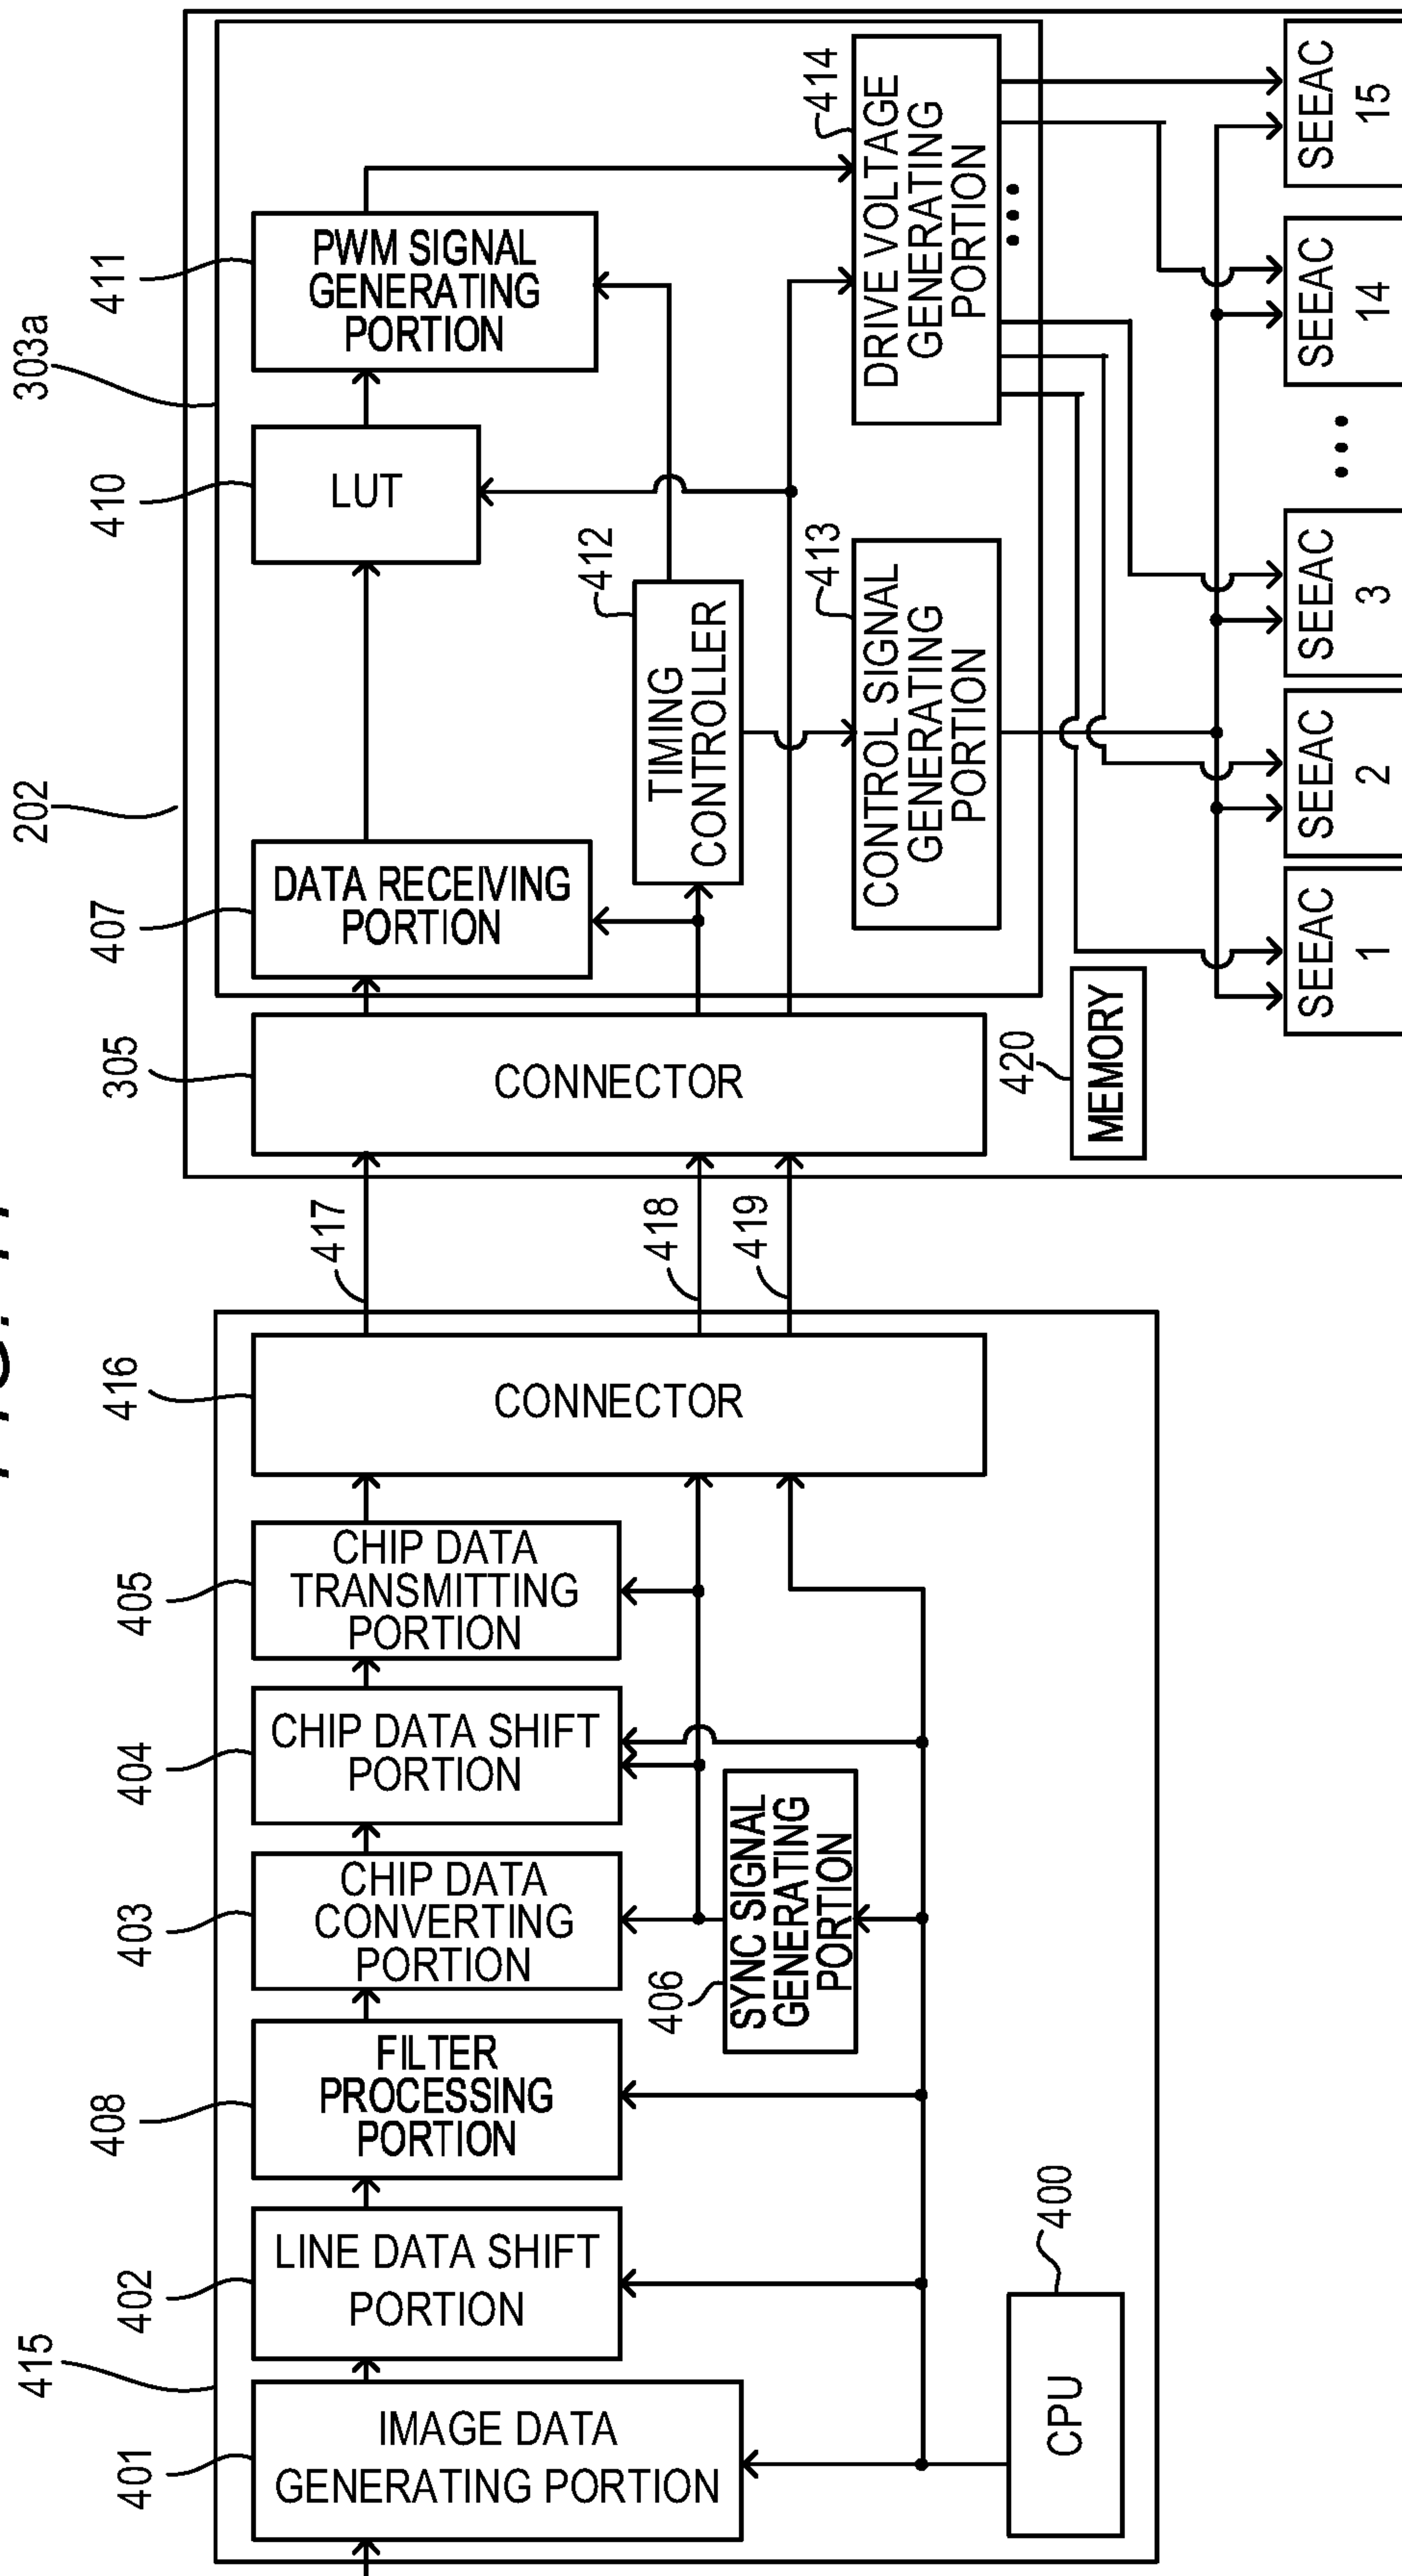 415
401
IMAGE DATA
GENERATING PORTION
402
LINE DATA SHIFT
PORTION
408
FILTER
PROCESSING
PORTION
403
CHIP DATA
CONVERTING
PORTION
404
CHIP DATA SHIFT
PORTION
405
CHIP DATA
TRANSMITTING
PORTION
416
CONNECTOR
406
SYNC SIGNAL
GENERATING
PORTION
400
CPU
417
418
419
202
303a
305
CONNECTOR
407
DATA RECEIVING
PORTION
410
LUT
411
PWM SIGNAL
GENERATING
PORTION
412
TIMING
CONTROLLER
413
CONTROL SIGNAL
GENERATING
PORTION
414
DRIVE VOLTAGE
GENERATING
PORTION
...
420
MEMORY
SEEAC
1
SEEAC
2
SEEAC
3
...
SEEAC
14
SEEAC
15